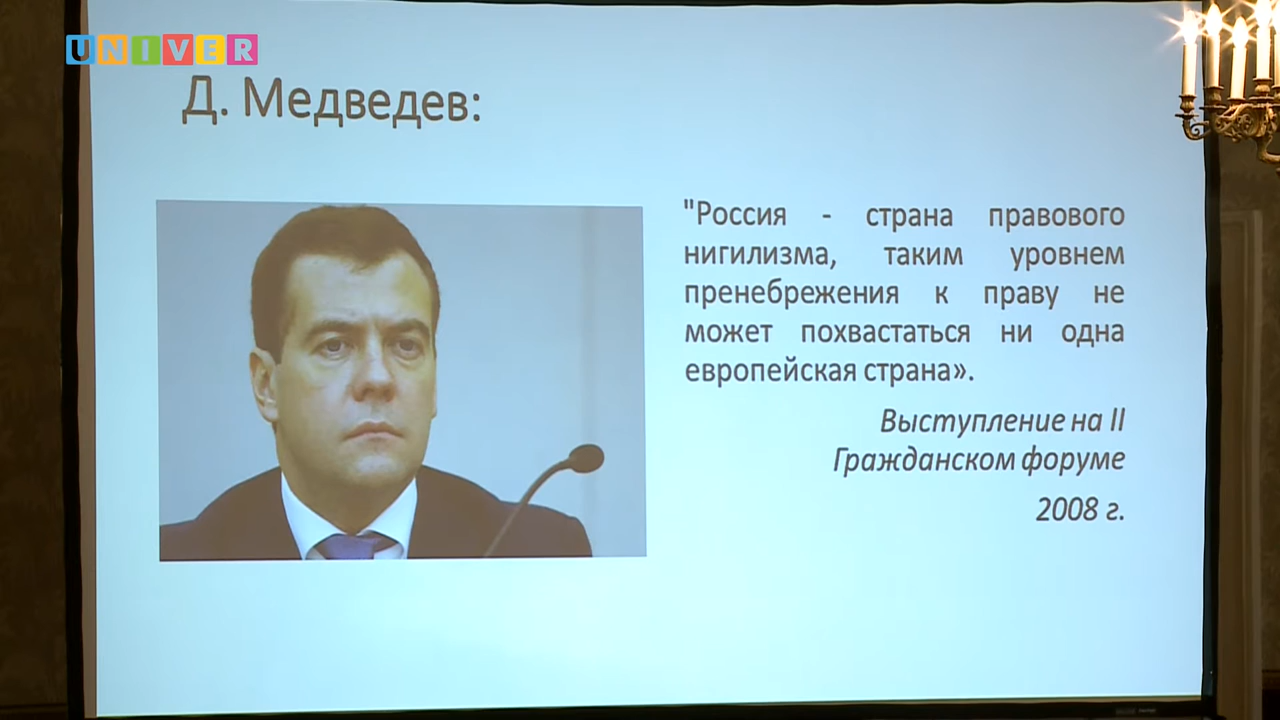 UNIVER
Д. Медведев:
"Россия - страна правового
нигилизма, таким уровнем
пренебрежения к праву не
может похвастаться ни одна
европейская страна».
Выступление на II
Гражданском форуме
2008 г.